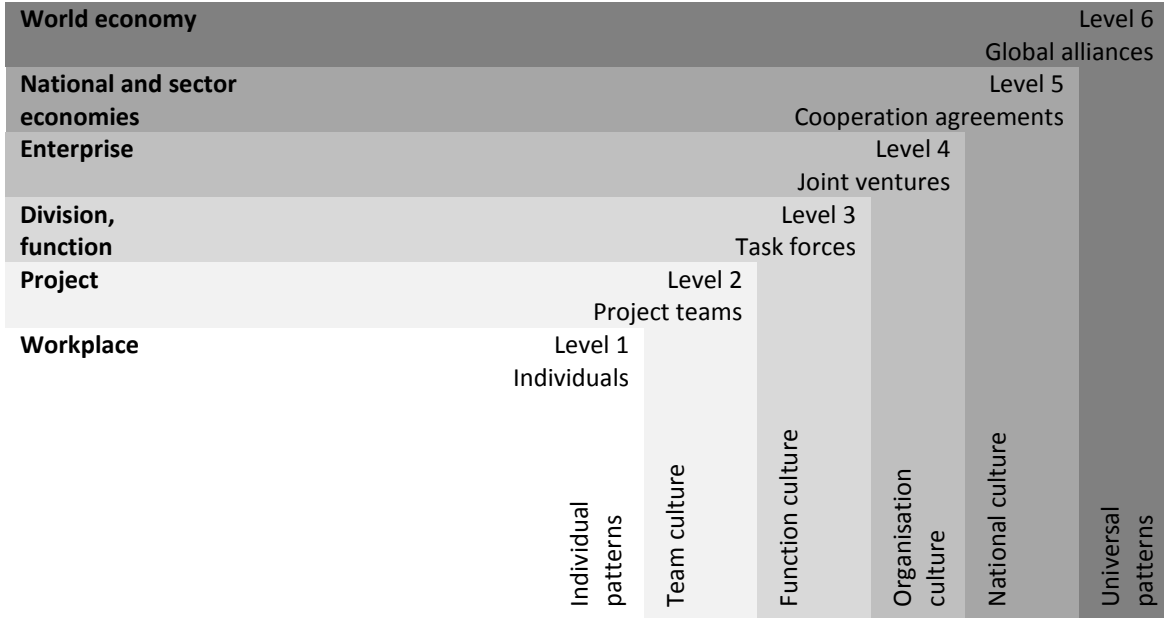 World economy
Level 6
Global alliances
National and sector
economies
Level 5
Cooperation agreements
Enterprise
Level 4
Joint ventures
Division,
function
Level 3
Task forces
Project
Level 2
Project teams
Workplace
Level 1
Individuals
Individual
patterns
Team culture
Function culture
Organisation
culture
National culture
Universal
patterns